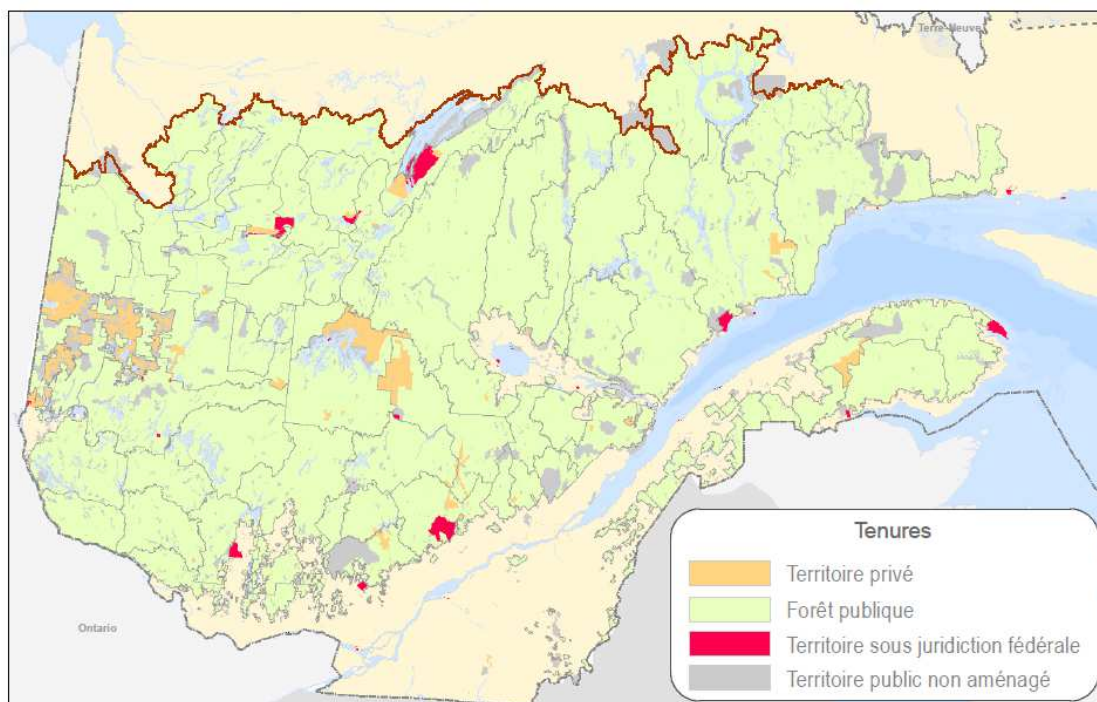 Terre-Neuve
Ontario
Tenures
Territoire privé
Forêt publique
Territoire sous juridiction fédérale
Territoire public non aménagé